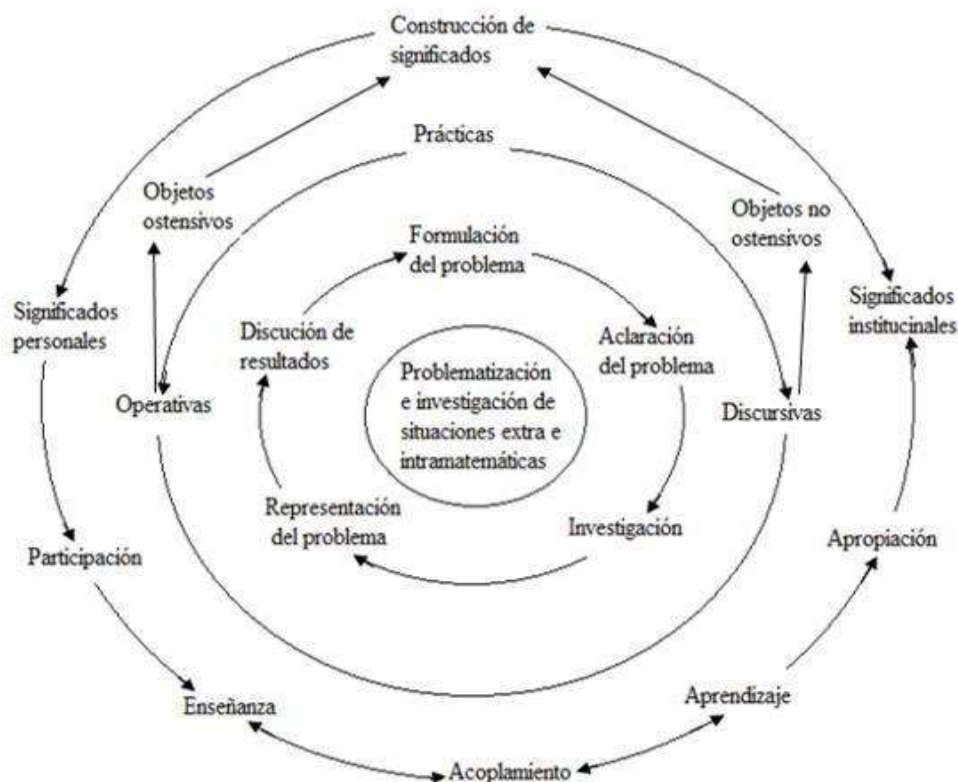 Construcción de
significados
Prácticas
Objetos
ostensivos
Objetos no
ostensivos
Formulación
del problema
Significados
personales
Significados
institucinales
Discución de
resultados
Aclaración
del problema
Problematización
e investigación de
situaciones extra e
intramatemáticas
Operativas
Discursivas
Representación
del problema
Investigación
Participación
Apropiación
Enseñanza
Aprendizaje
Acoplamiento